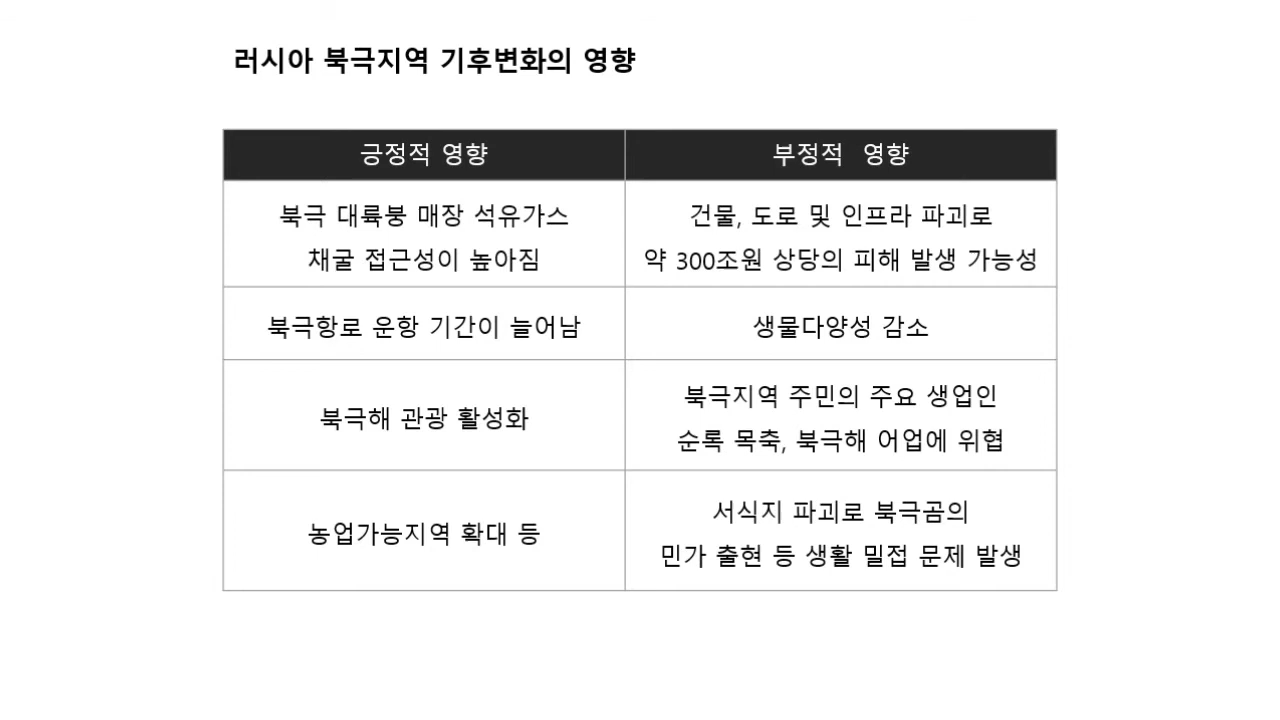 러시아 북극지역 기후변화의 영향
긍정적 영향
부정적 영향
북극 대륙붕 매장 석유가스
채굴 접근성이 높아짐
건물, 도로 및 인프라 파괴로
약 300조원 상당의 피해 발생 가능성
북극항로 운항 기간이 늘어남
생물다양성 감소
북극해 관광 활성화
북극지역 주민의 주요 생업인
순록 목축, 북극해 어업에 위협
농업가능지역 확대 등
서식지 파괴로 북극곰의
민가 출현 등 생활 밀접 문제 발생